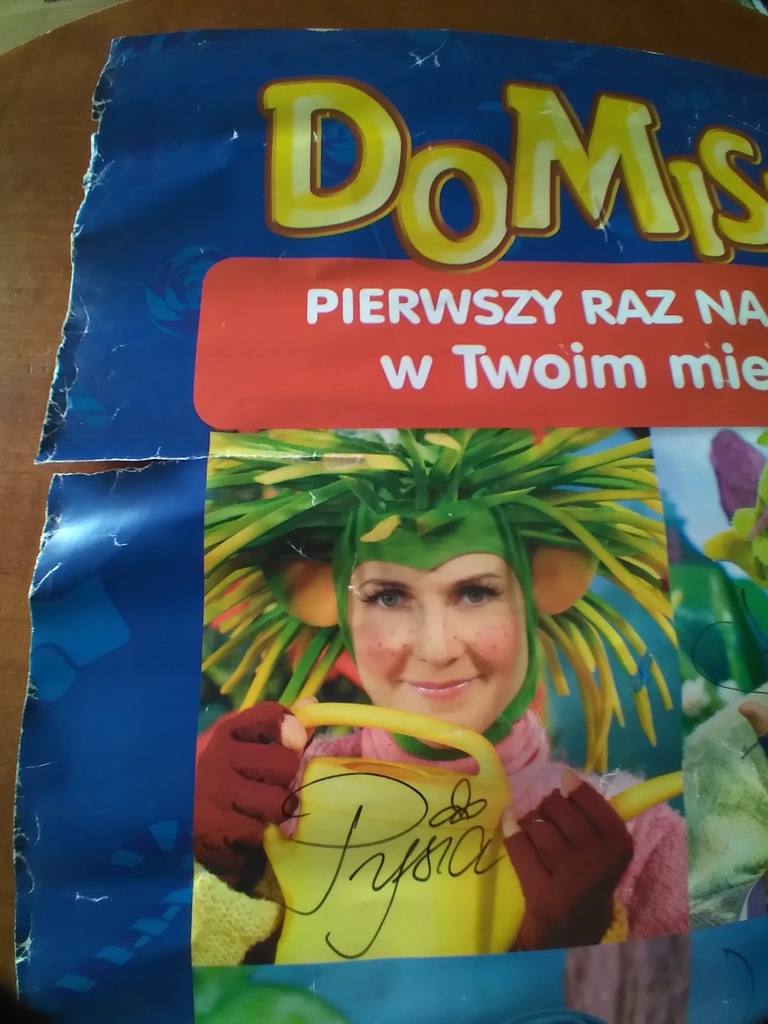 DOMIS
PIERWSZY RAZ NA
w Twoim mie
Pysia